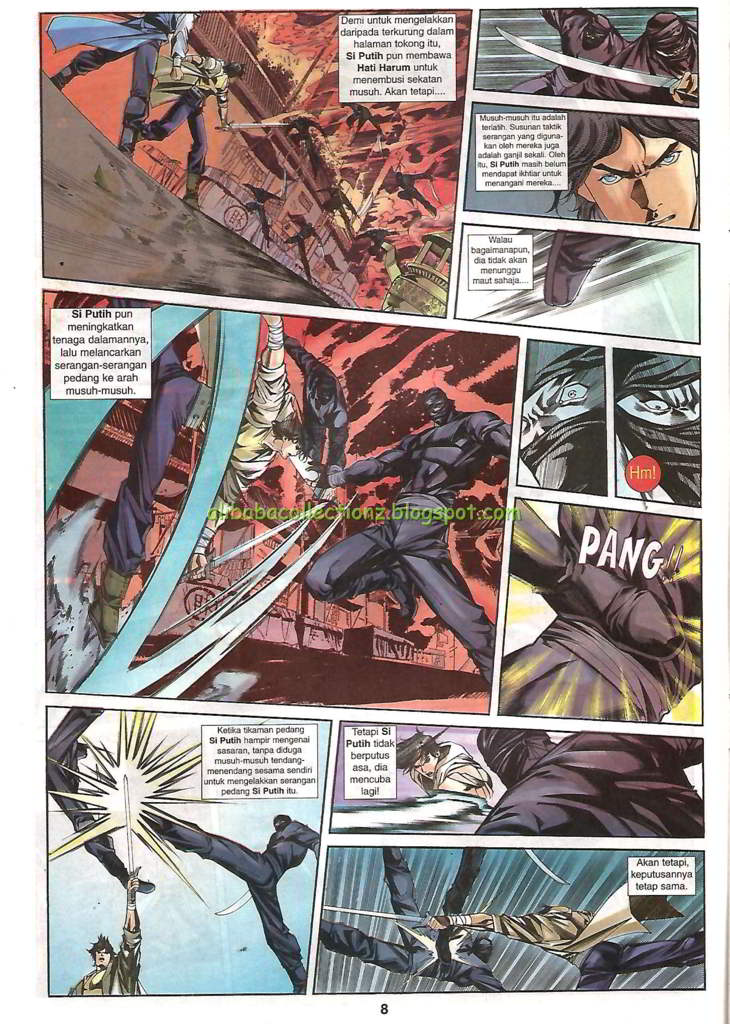 Demi untuk mengelakkan
daripada terkurung dalam
halaman tokong itu,
Si Putih pun membawa
Hati Harum untuk
menembusi sekatan
musuh. Akan tetapi....
Musuh-musuh itu adalah
terlatih. Susunan taktik
serangan yang diguna-
kan oleh mereka juga
adalah ganjil sekali. Oleh
itu, Si Putih masih belum
mendapat ikhtiar untuk
menangani mereka....
Walau
bagaimanapun,
dia tidak akan
menunggu
maut sahaja....
Si Putih pun
meningkatkan
tenaga dalamannya,
lalu melancarkan
serangan-serangan
pedang ke arah
musuh-musuh.
Hm!
alibabacollectionz.blogspot.com
PANG!!
Ketika tikaman pedang
Si Putih hampir mengenai
sasaran, tanpa diduga
musuh-musuh tendang-
menendang sesama sendiri
untuk mengelakkan serangan
pedang Si Putih itu.
Tetapi Si
Putih tidak
berputus
asa, dia
mencuba
lagi!
Akan tetapi,
keputusannya
tetap sama.
8